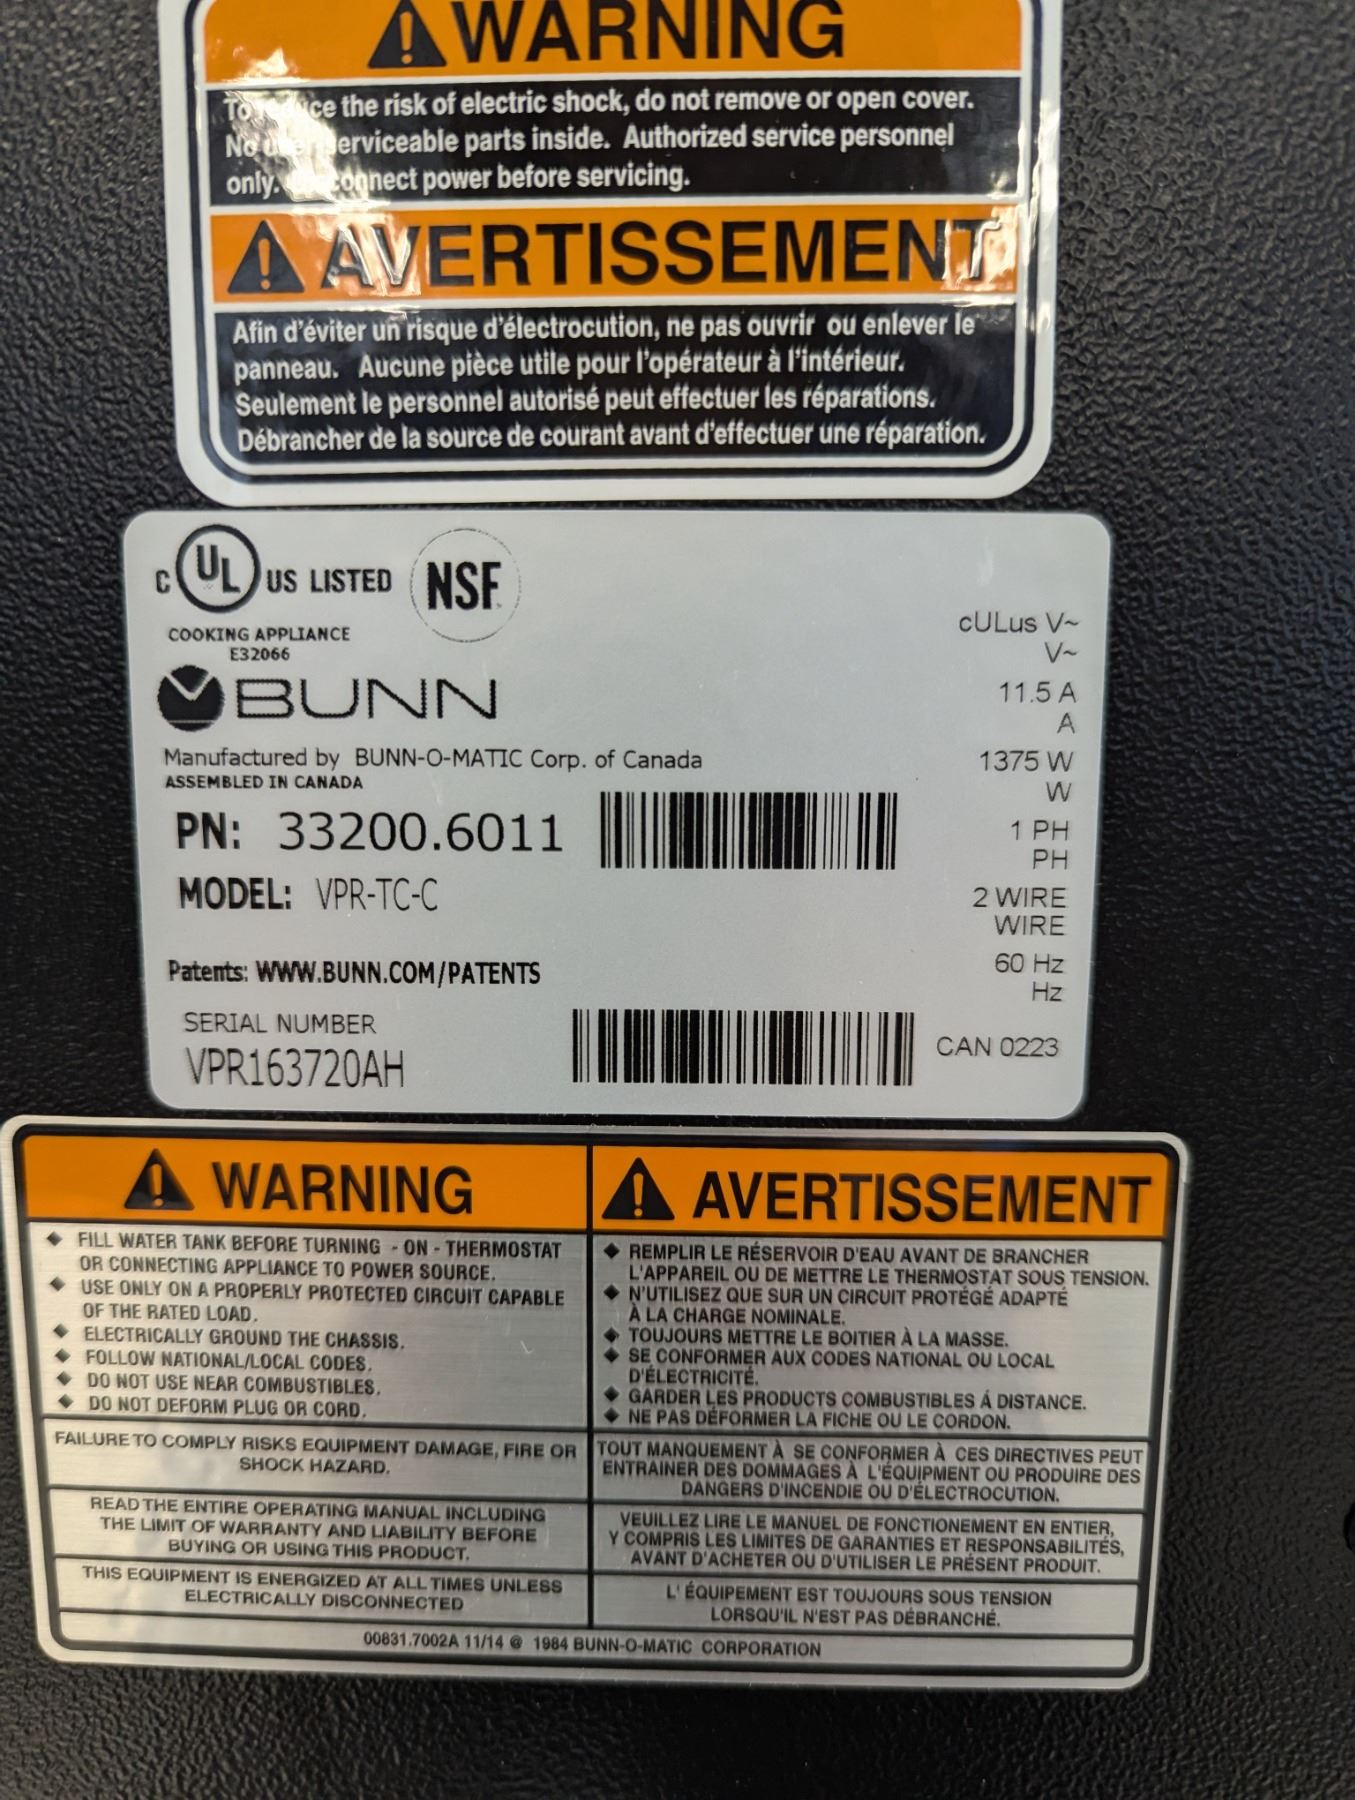 WARNING
To reduce the risk of electric shock, do not remove or open cover.
No user serviceable parts inside. Authorized service personnel
only. Disconnect power before servicing.
AVERTISSEMENT
Afin d'éviter un risque d'électrocution, ne pas ouvrir ou enlever le
panneau. Aucune pièce utile pour l'opérateur à l'intérieur.
Seulement le personnel autorisé peut effectuer les réparations.
Débrancher de la source de courant avant d'effectuer une réparation.
C UL US LISTED NSF
COOKING APPLIANCE
E32066
BUNN
Manufactured by BUNN-O-MATIC Corp. of Canada
ASSEMBLED IN CANADA
PN: 33200.6011
MODEL: VPR-TC-C
Patents: WWW.BUNN.COM/PATENTS
SERIAL NUMBER
VPR163720AH
cULus V~
V~
11.5 A
A
1375 W
W
1 PH
PH
2 WIRE
WIRE
60 Hz
Hz
CAN 0223
WARNING
◆ FILL WATER TANK BEFORE TURNING - ON - THERMOSTAT
OR CONNECTING APPLIANCE TO POWER SOURCE.
◆ USE ONLY ON A PROPERLY PROTECTED CIRCUIT CAPABLE
OF THE RATED LOAD.
◆ ELECTRICALLY GROUND THE CHASSIS.
◆ FOLLOW NATIONAL/LOCAL CODES.
◆ DO NOT USE NEAR COMBUSTIBLES.
◆ DO NOT DEFORM PLUG OR CORD.
FAILURE TO COMPLY RISKS EQUIPMENT DAMAGE, FIRE OR
SHOCK HAZARD.
READ THE ENTIRE OPERATING MANUAL INCLUDING
THE LIMIT OF WARRANTY AND LIABILITY BEFORE
BUYING OR USING THIS PRODUCT.
THIS EQUIPMENT IS ENERGIZED AT ALL TIMES UNLESS
ELECTRICALLY DISCONNECTED
AVERTISSEMENT
◆ REMPLIR LE RÉSERVOIR D'EAU AVANT DE BRANCHER
L'APPAREIL OU DE METTRE LE THERMOSTAT SOUS TENSION.
◆ N'UTILISEZ QUE SUR UN CIRCUIT PROTÉGÉ ADAPTÉ
À LA CHARGE NOMINALE.
◆ TOUJOURS METTRE LE BOITIER À LA MASSE.
◆ SE CONFORMER AUX CODES NATIONAL OU LOCAL
D'ÉLECTRICITÉ.
◆ GARDER LES PRODUCTS COMBUSTIBLES Á DISTANCE.
◆ NE PAS DÉFORMER LA FICHE OU LE CORDON.
TOUT MANQUEMENT À SE CONFORMER À CES DIRECTIVES PEUT
ENTRAINER DES DOMMAGES À L'ÉQUIPMENT OU PRODUIRE DES
DANGERS D'INCENDIE OU D'ÉLECTROCUTION.
VEUILLEZ LIRE LE MANUEL DE FONCTIONEMENT EN ENTIER,
Y COMPRIS LES LIMITES DE GARANTIES ET RESPONSABILITÉS,
AVANT D'ACHETER OU D'UTILISER LE PRÉSENT PRODUIT.
L' ÉQUIPEMENT EST TOUJOURS SOUS TENSION
LORSQU'IL N'EST PAS DÉBRANCHÉ.
00831.7002A 11/14 @ 1984 BUNN-O-MATIC CORPORATION